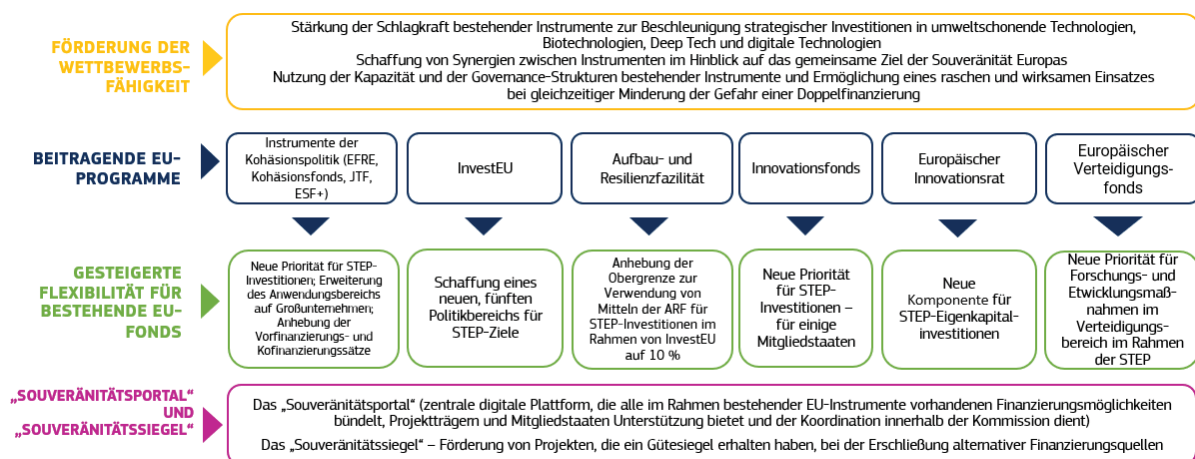 FÖRDERUNG DER
WETTBEWERBS-
FÄHIGKEIT
Stärkung der Schlagkraft bestehender Instrumente zur Beschleunigung strategischer Investitionen in umweltschonende Technologien,
Biotechnologien, Deep Tech und digitale Technologien
Schaffung von Synergien zwischen Instrumenten im Hinblick auf das gemeinsame Ziel der Souveränität Europas
Nutzung der Kapazität und der Governance-Strukturen bestehender Instrumente und Ermöglichung eines raschen und wirksamen Einsatzes
bei gleichzeitiger Minderung der Gefahr einer Doppelfinanzierung
BEITRAGENDE EU-
PROGRAMME
Instrumente der
Kohäsionspolitik (EFRE,
Kohäsionsfonds, JTF,
ESF+)
InvestEU
Aufbau- und
Resilienzfazilität
Innovationsfonds
Europäischer
Innovationsrat
Europäischer
Verteidigungs-
fonds
GESTEIGERTE
FLEXIBILITÄT FÜR
BESTEHENDE EU-
FONDS
Neue Priorität für STEP-
Investitionen; Erweiterung
des Anwendungsbereichs
auf Großunternehmen;
Anhebung der
Vorfinanzierungs- und
Kofinanzierungssätze
Schaffung eines
neuen, fünften
Politikbereichs für
STEP-Ziele
Anhebung der
Obergrenze zur
Verwendung von
Mitteln der ARF für
STEP-Investitionen im
Rahmen von InvestEU
auf 10 %
Neue Priorität
für STEP-
Investitionen –
für einige
Mitgliedstaaten
Neue
Komponente für
STEP-Eigenkapital-
investitionen
Neue Priorität für
Forschungs- und
Etwicklungsmaß-
nahmen im
Verteidigungs-
bereich im Rahmen
der STEP
„SOUVERÄNITÄTSPORTAL“
UND
„SOUVERÄNITÄTSSIEGEL“
Das „Souveränitätsportal“ (zentrale digitale Plattform, die alle im Rahmen bestehender EU-Instrumente vorhandenen Finanzierungsmöglichkeiten
bündelt, Projektträgern und Mitgliedstaaten Unterstützung bietet und der Koordination innerhalb der Kommission dient)
Das „Souveränitätssiegel“ – Förderung von Projekten, die ein Gütesiegel erhalten haben, bei der Erschließung alternativer Finanzierungsquellen